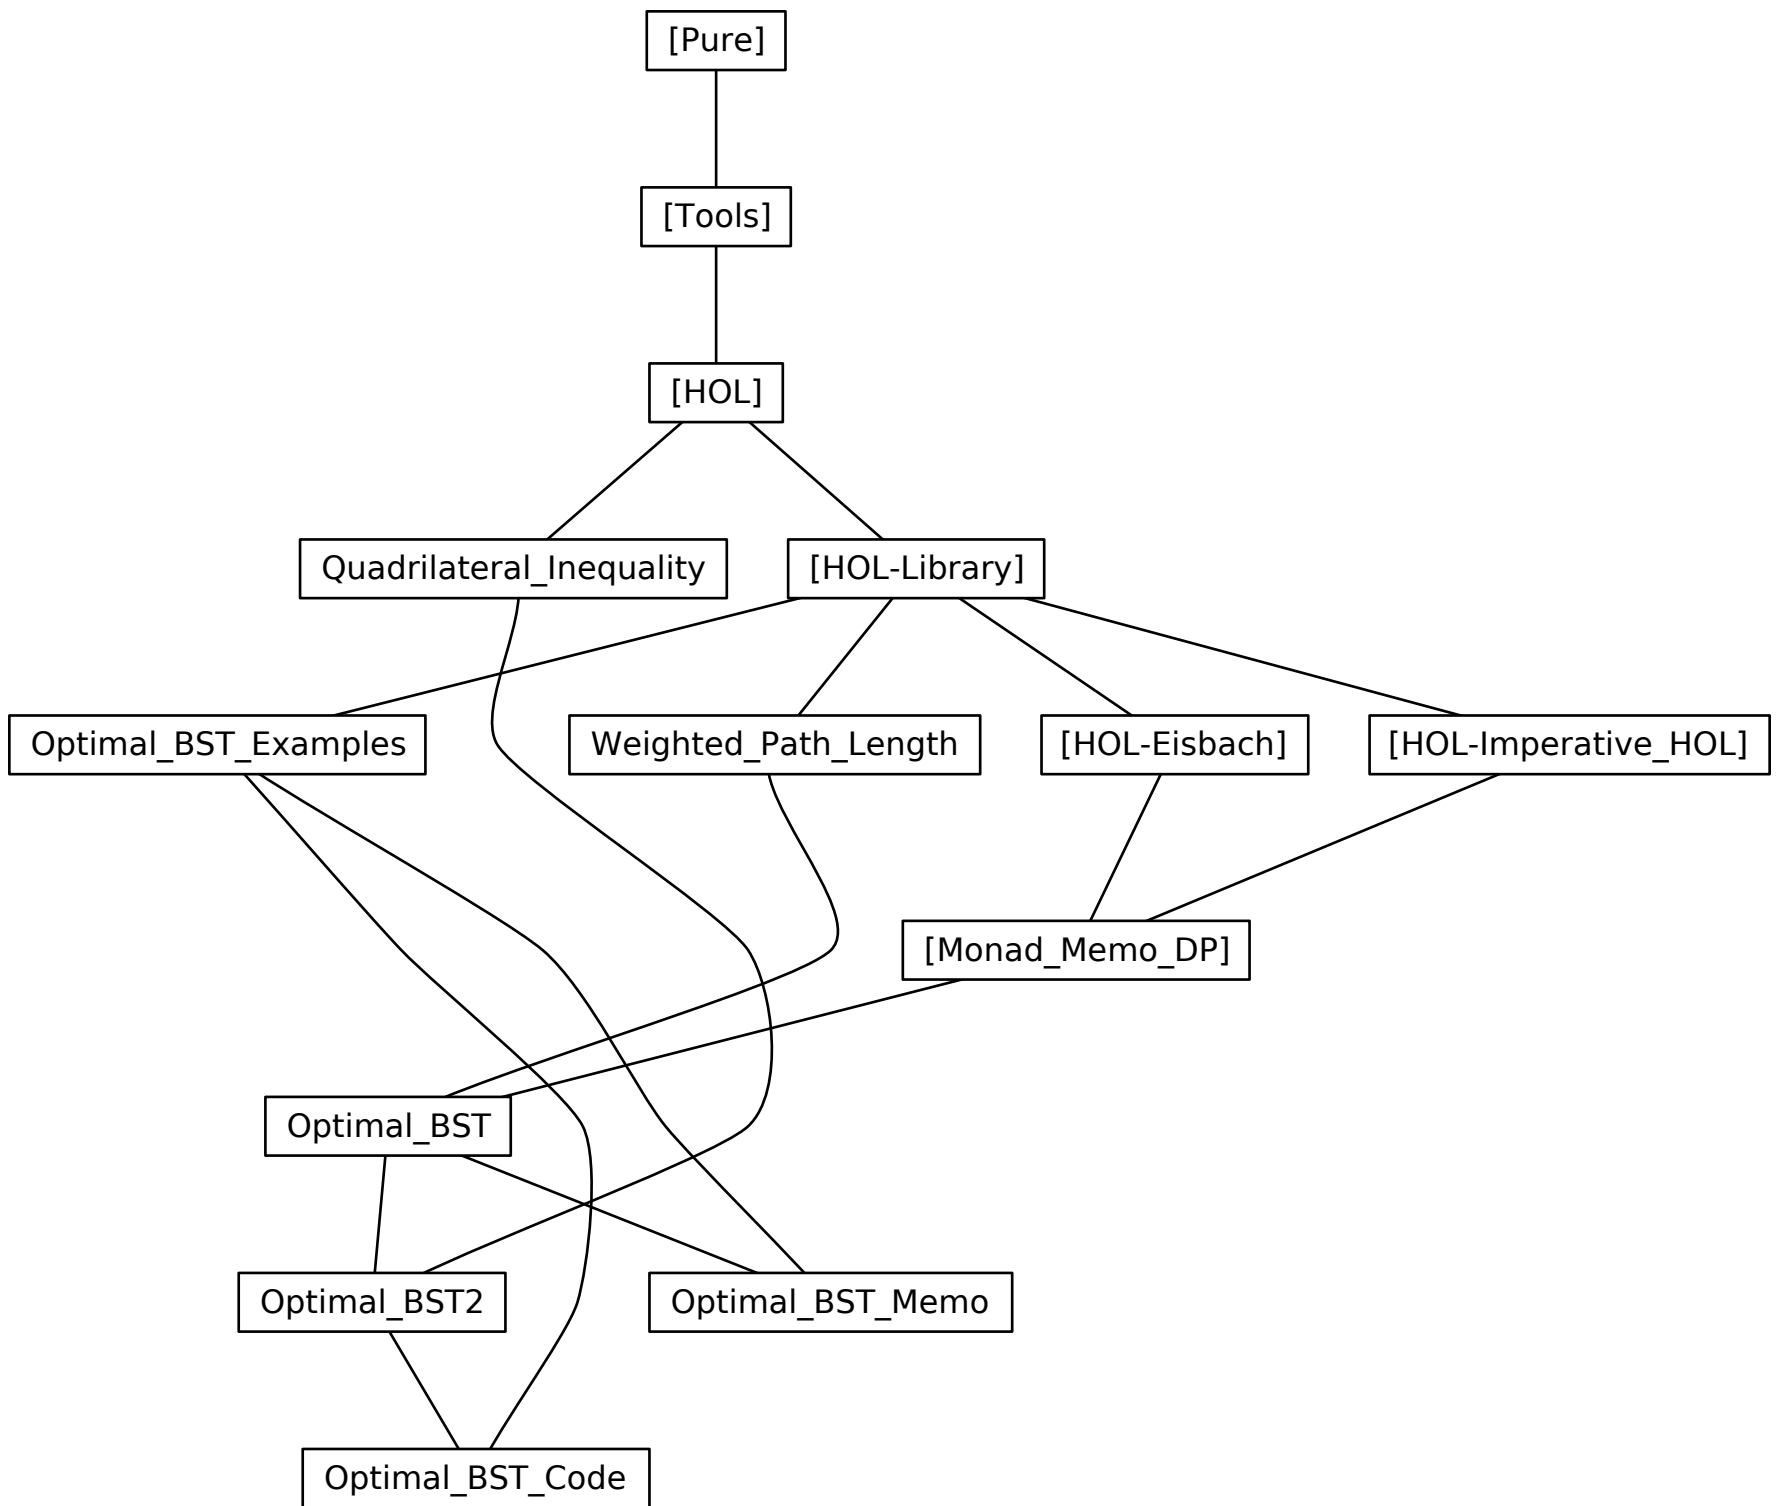 [Pure]
[Tools]
[HOL]
Quadrilateral_Inequality
[HOL-Library]
Optimal_BST_Examples
Weighted_Path_Length
[HOL-Eisbach]
[HOL-Imperative_HOL]
[Monad_Memo_DP]
Optimal_BST
Optimal_BST2
Optimal_BST_Memo
Optimal_BST_Code